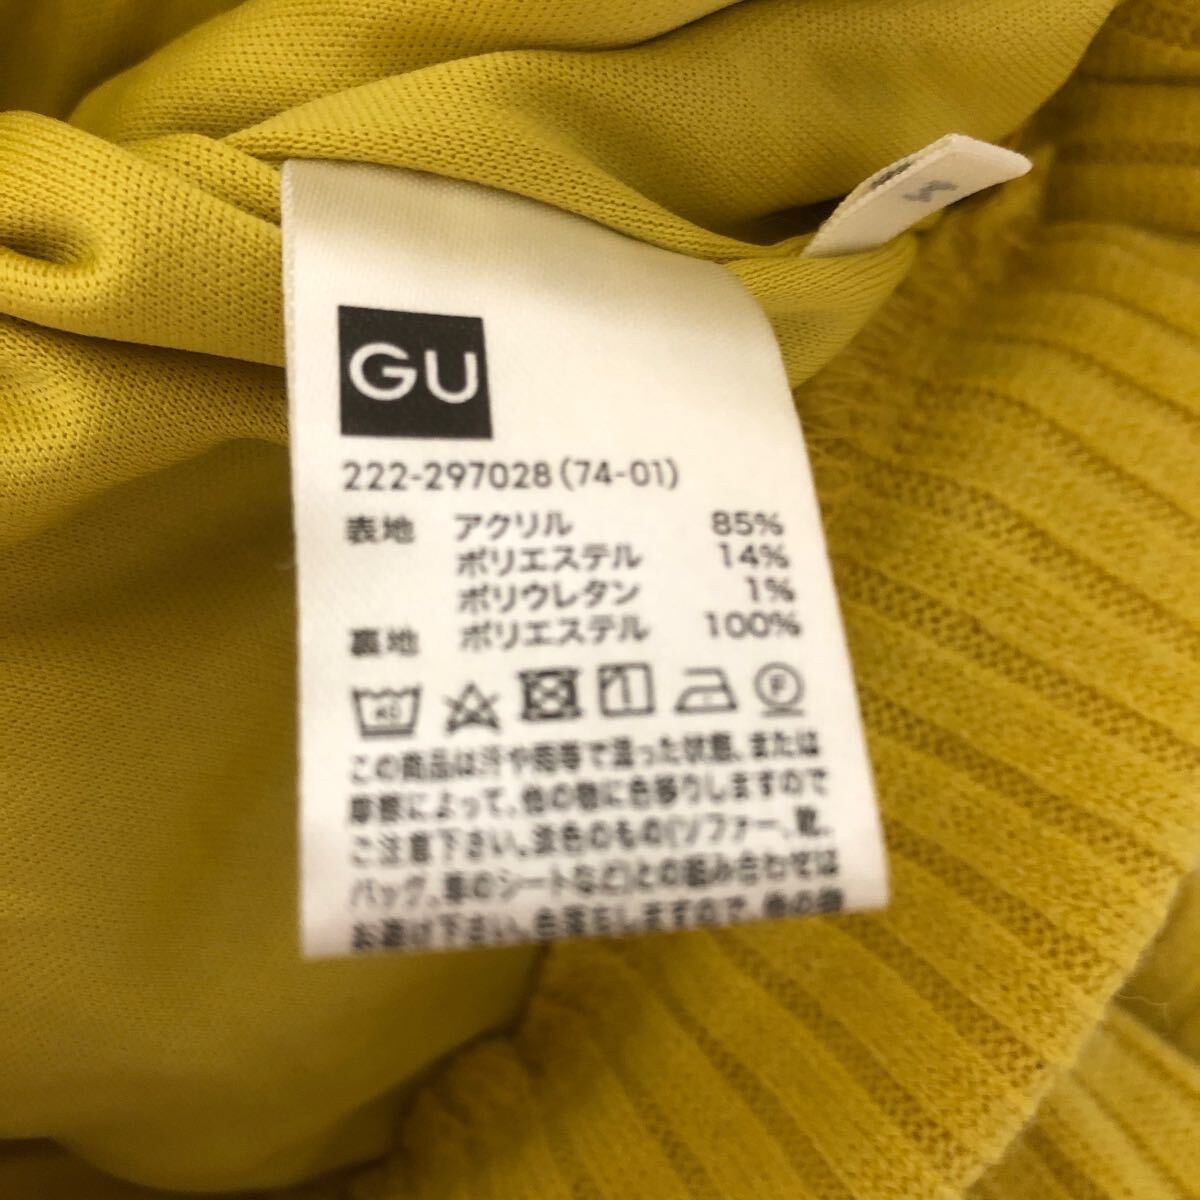 GU
222-297028(74-01)
表地 アクリル 85%
ポリエステル 14%
ポリウレタン 1%
裏地 ポリエステル 100%
この商品は汗や雨等で湿った状態、または
摩擦によって、他の物に色移りしますので
ご注意下さい。淡色のもの(ソファー、靴、
バッグ、車のシートなど)との組み合わせは
お避け下さい。色落ちしますので、他の物